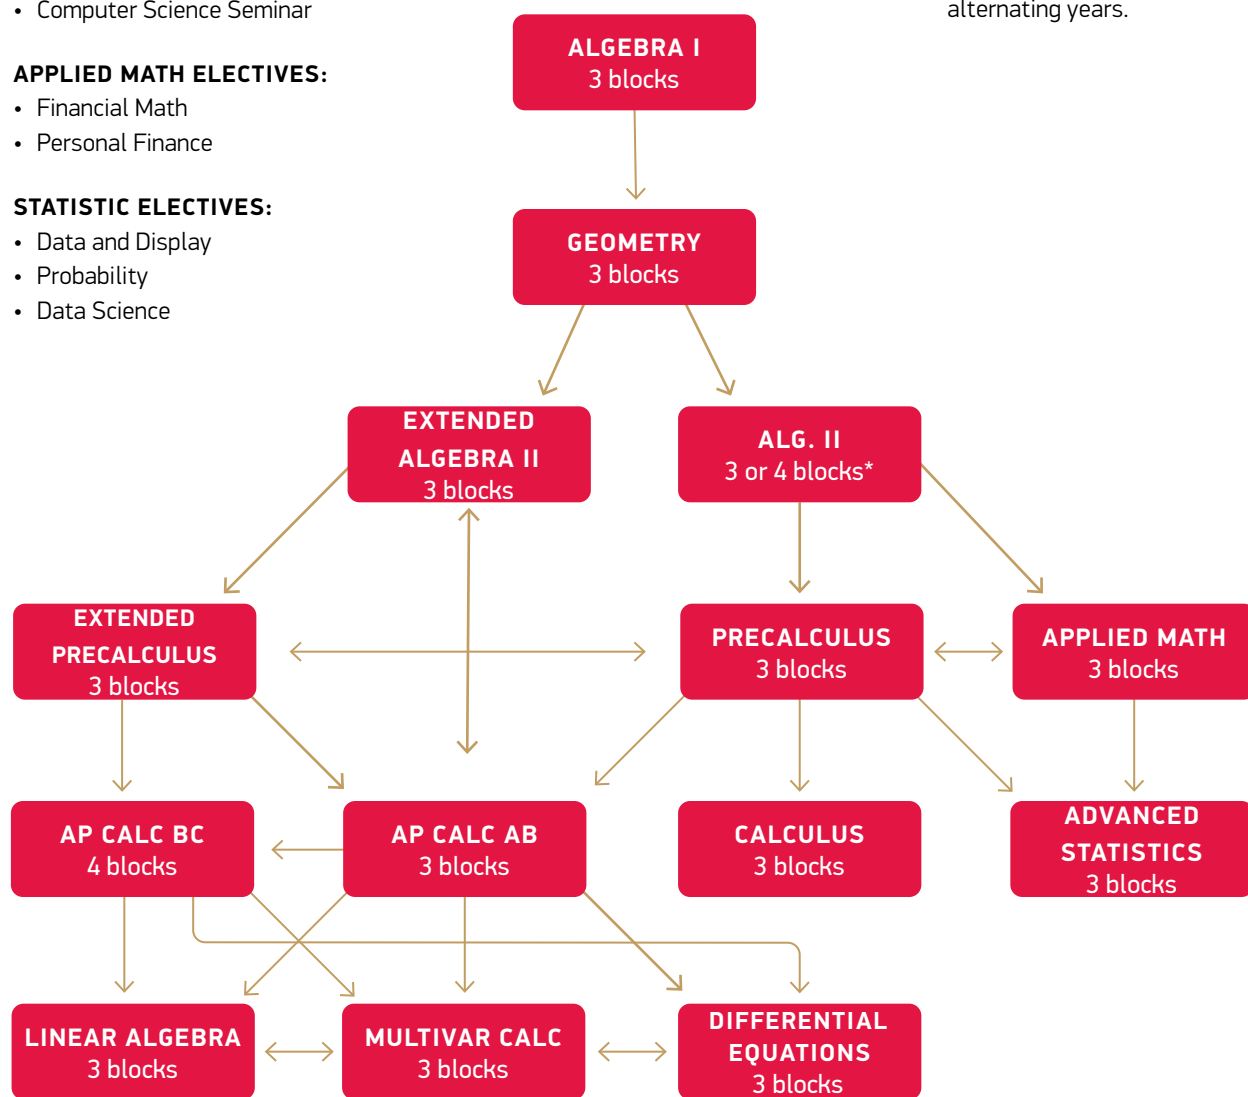 • Computer Science Seminar
alternating years.
APPLIED MATH ELECTIVES:
• Financial Math
• Personal Finance
STATISTIC ELECTIVES:
• Data and Display
• Probability
• Data Science
ALGEBRA I
3 blocks
GEOMETRY
3 blocks
EXTENDED
ALGEBRA II
3 blocks
ALG. II
3 or 4 blocks*
EXTENDED
PRECALCULUS
3 blocks
PRECALCULUS
3 blocks
APPLIED MATH
3 blocks
AP CALC BC
4 blocks
AP CALC AB
3 blocks
CALCULUS
3 blocks
ADVANCED
STATISTICS
3 blocks
LINEAR ALGEBRA
3 blocks
MULTIVAR CALC
3 blocks
DIFFERENTIAL
EQUATIONS
3 blocks